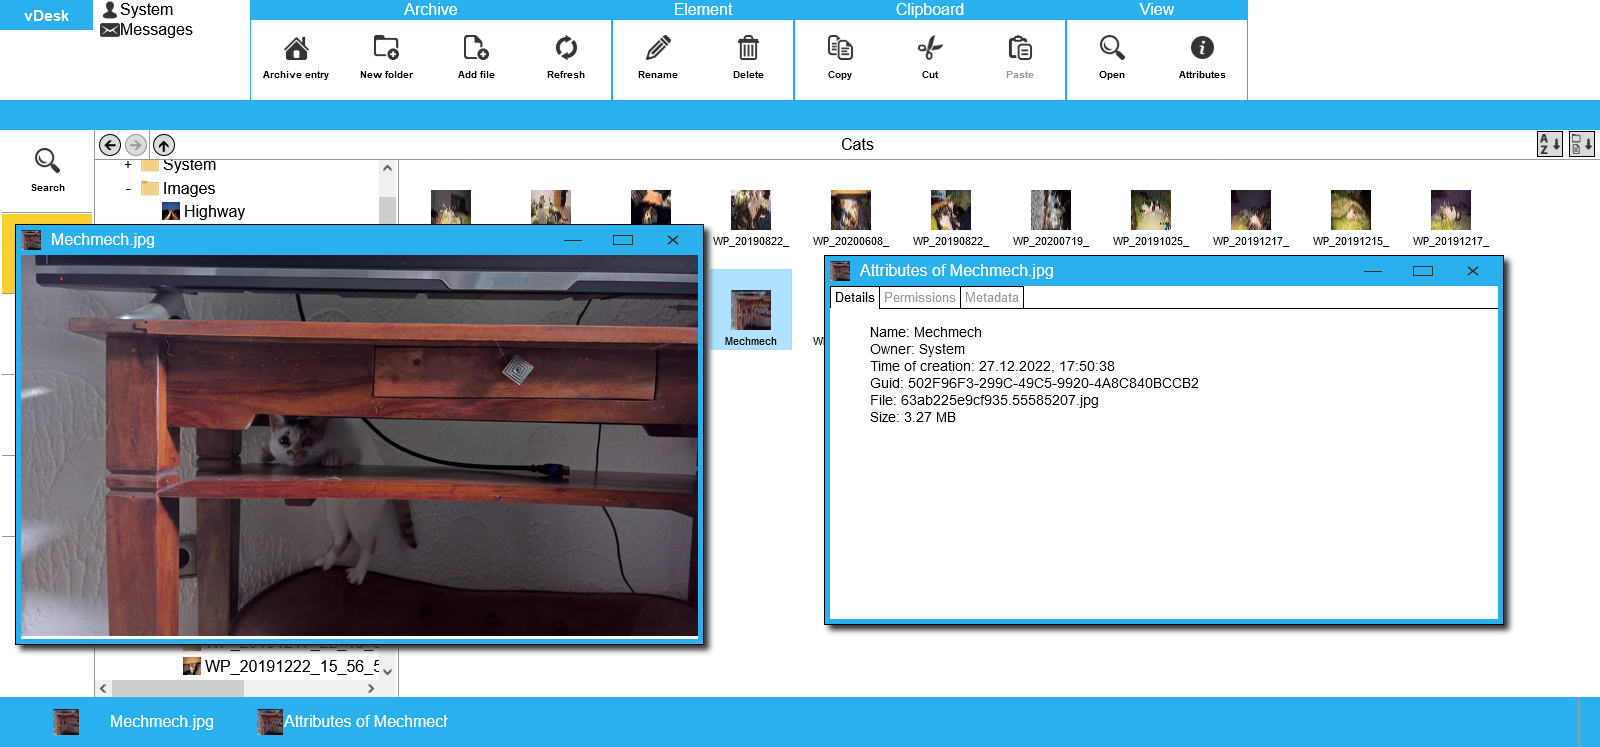 vDesk
System
Messages
Archive
Element
Clipboard
View
Archive entry
New folder
Add file
Refresh
Rename
Delete
Copy
Cut
Paste
Open
Attributes
Search
Cats
A
Z
+ System
- Images
Highway
WP_20190822_
WP_20200608_
WP_20190822_
WP_20200719_
WP_20191025_
WP_20191217_
WP_20191215_
WP_20191217_
Mechmech.jpg
Mechmech
Attributes of Mechmech.jpg
Details
Permissions
Metadata
Name: Mechmech
Owner: System
Time of creation: 27.12.2022, 17:50:38
Guid: 502F96F3-299C-49C5-9920-4A8C840BCCB2
File: 63ab225e9cf935.55585207.jpg
Size: 3.27 MB
WP_20191222_15_56_5
Mechmech.jpg
Attributes of Mechmech